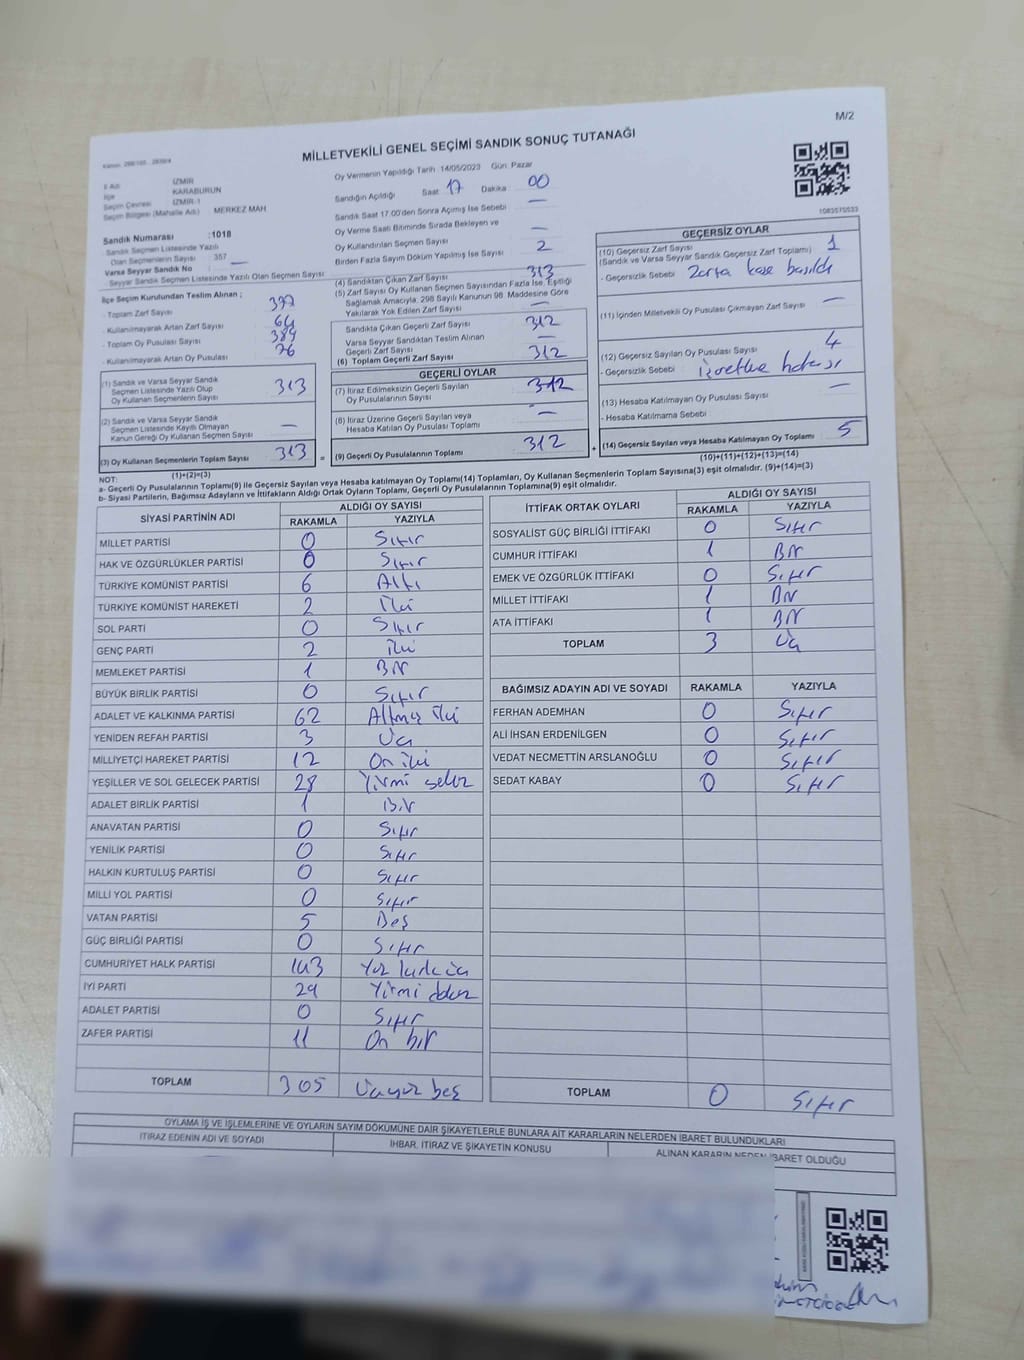 M/2
MİLLETVEKİLİ GENEL SEÇİMİ SANDIK SONUÇ TUTANAĞI
İli Adı : İZMİR
İlçe KARABURUN
Seçim Çevresi İZMİR-1
Seçim Bölgesi (Mahalle Adı) MERKEZ MAH
Sandık Numarası :1018
Sandık Seçmen Listesinde Yazılı
Olan Seçmenlerin Sayısı 357
Varsa Seyyar Sandık No —
Seyyar Sandık Seçmen Listesinde Yazılı Olan Seçmen Sayısı
Oy Vermenin Yapıldığı Tarih 14/05/2023 Gün: Pazar
Sandığın Açıldığı Saat 17 Dakika 00
Sandık Saat 17.00'den Sonra Açımış İse Sebebi —
Oy Verme Saati Bitiminde Sırada Bekleyen ve
Oy Kullandırılan Seçmen Sayısı —
Birden Fazla Sayım Döküm Yapılmış İse Sayısı 2
1083575533
İlçe Seçim Kurulundan Teslim Alınan ;
- Toplam Zarf Sayısı : 377
- Kullanılmayarak Artan Zarf Sayısı : 64
- Toplam Oy Pusulası Sayısı : 389
- Kullanılmayarak Artan Oy Pusulası : 76
(1) Sandık ve Varsa Seyyar Sandık
Seçmen Listesinde Yazılı Olup
Oy Kullanan Seçmenlerin Sayısı 313
(2) Sandık ve Varsa Seyyar Sandık
Seçmen Listesinde Kayıtlı Olmayan
Kanun Gereği Oy Kullanan Seçmen Sayısı —
(3) Oy Kullanan Seçmenlerin Toplam Sayısı 313 =
(4) Sandıktan Çıkan Zarf Sayısı 313
(5) Zarf Sayısı Oy Kullanan Seçmen Sayısından Fazla İse, Eşitliği
Sağlamak Amacıyla, 298 Sayılı Kanunun 98. Maddesine Göre
Yakılarak Yok Edilen Zarf Sayısı —
Sandıkta Çıkan Geçerli Zarf Sayısı 312
Varsa Seyyar Sandıktan Teslim Alınan
Geçerli Zarf Sayısı —
(6) Toplam Geçerli Zarf Sayısı 312
GEÇERLİ OYLAR
(7) İtiraz Edilmeksizin Geçerli Sayılan
Oy Pusulalarının Sayısı 312
(8) İtiraz Üzerine Geçerli Sayılan veya
Hesaba Katılan Oy Pusulası Toplamı —
(9) Geçerli Oy Pusulalarının Toplamı 312 +
GEÇERSİZ OYLAR
(10) Geçersiz Zarf Sayısı 1
(Sandık ve Varsa Seyyar Sandık Geçersiz Zarf Toplamı)
- Geçersizlik Sebebi Zarfa kaşe basıldı
(11) İçinden Milletvekili Oy Pusulası Çıkmayan Zarf Sayısı —
(12) Geçersiz Sayılan Oy Pusulası Sayısı 4
- Geçersizlik Sebebi : hatası
(13) Hesaba Katılmayan Oy Pusulası Sayısı —
- Hesaba Katılmama Sebebi
(14) Geçersiz Sayılan veya Hesaba Katılmayan Oy Toplamı 5
(10)+(11)+(12)+(13)=(14)
NOT: (1)+(2)=(3)
a- Geçerli Oy Pusulalarının Toplamı(9) ile Geçersiz Sayılan veya Hesaba katılmayan Oy Toplamı(14) Toplamları, Oy Kullanan Seçmenlerin Toplam Sayısına(3) eşit olmalıdır. (9)+(14)=(3)
b- Siyasi Partilerin, Bağımsız Adayların ve İttifakların Aldığı Ortak Oyların Toplamı, Geçerli Oy Pusulalarının Toplamına(9) eşit olmalıdır.
SİYASİ PARTİNİN ADI ALDIĞI OY SAYISI
RAKAMLA YAZIYLA
MİLLET PARTİSİ 0 Sıfır
HAK VE ÖZGÜRLÜKLER PARTİSİ 0 Sıfır
TÜRKİYE KOMÜNİST PARTİSİ 6 Altı
TÜRKİYE KOMÜNİST HAREKETİ 2 İki
SOL PARTİ 0 Sıfır
GENÇ PARTİ 2 İki
MEMLEKET PARTİSİ 1 Bir
BÜYÜK BİRLİK PARTİSİ 0 Sıfır
ADALET VE KALKINMA PARTİSİ 62 Altmış İki
YENİDEN REFAH PARTİSİ 3 Üç
MİLLİYETÇİ HAREKET PARTİSİ 12 On iki
YEŞİLLER VE SOL GELECEK PARTİSİ 28 Yirmi sekiz
ADALET BİRLİK PARTİSİ 1 Bir
ANAVATAN PARTİSİ 0 Sıfır
YENİLİK PARTİSİ 0 Sıfır
HALKIN KURTULUŞ PARTİSİ 0 Sıfır
MİLLİ YOL PARTİSİ 0 Sıfır
VATAN PARTİSİ 5 Beş
GÜÇ BİRLİĞİ PARTİSİ 0 Sıfır
CUMHURİYET HALK PARTİSİ 143 Yüz kırk üç
İYİ PARTİ 29 Yirmi dokuz
ADALET PARTİSİ 0 Sıfır
ZAFER PARTİSİ 11 On bir
TOPLAM 305 Üçyüz beş
İTTİFAK ORTAK OYLARI ALDIĞI OY SAYISI
RAKAMLA YAZIYLA
SOSYALİST GÜÇ BİRLİĞİ İTTİFAKI 0 Sıfır
CUMHUR İTTİFAKI 1 Bir
EMEK VE ÖZGÜRLÜK İTTİFAKI 0 Sıfır
MİLLET İTTİFAKI 1 Bir
ATA İTTİFAKI 1 Bir
TOPLAM 3 Üç
BAĞIMSIZ ADAYIN ADI VE SOYADI RAKAMLA YAZIYLA
FERHAN ADEMHAN 0 Sıfır
ALİ İHSAN ERDENİLGEN 0 Sıfır
VEDAT NECMETTİN ARSLANOĞLU 0 Sıfır
SEDAT KABAY 0 Sıfır
TOPLAM 0 Sıfır
OYLAMA İŞ VE İŞLEMLERİNE VE OYLARIN SAYIM DÖKÜMÜNE DAİR ŞİKAYETLERLE BUNLARA AİT KARARLARIN NELERDEN İBARET BULUNDUKLARI
İTİRAZ EDENİN ADI VE SOYADI İHBAR, İTİRAZ VE ŞİKAYETİN KONUSU ALINAN KARARIN NEDEN İBARET OLDUĞU